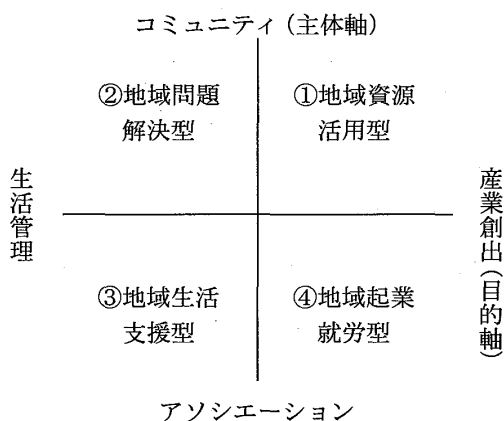 コミュニティ(主体軸)
②地域問題
解決型
①地域資源
活用型
生活管理
産業創出(目的軸)
③地域生活
支援型
④地域起業
就労型
アソシエーション